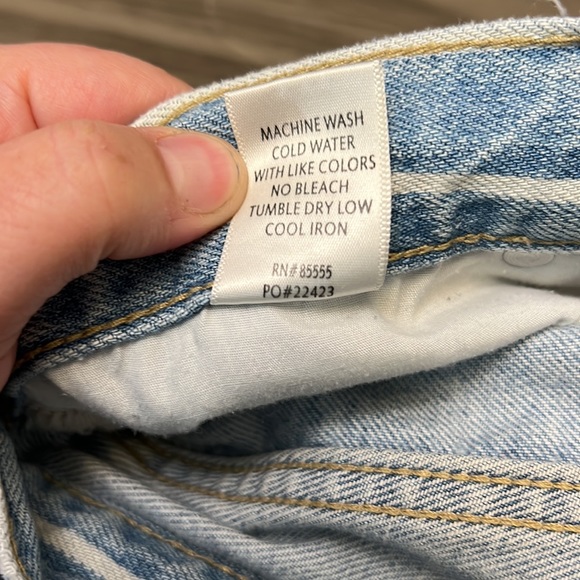 MACHINE WASH
COLD WATER
WITH LIKE COLORS
NO BLEACH
TUMBLE DRY LOW
COOL IRON
RN# 85555
PO#22423